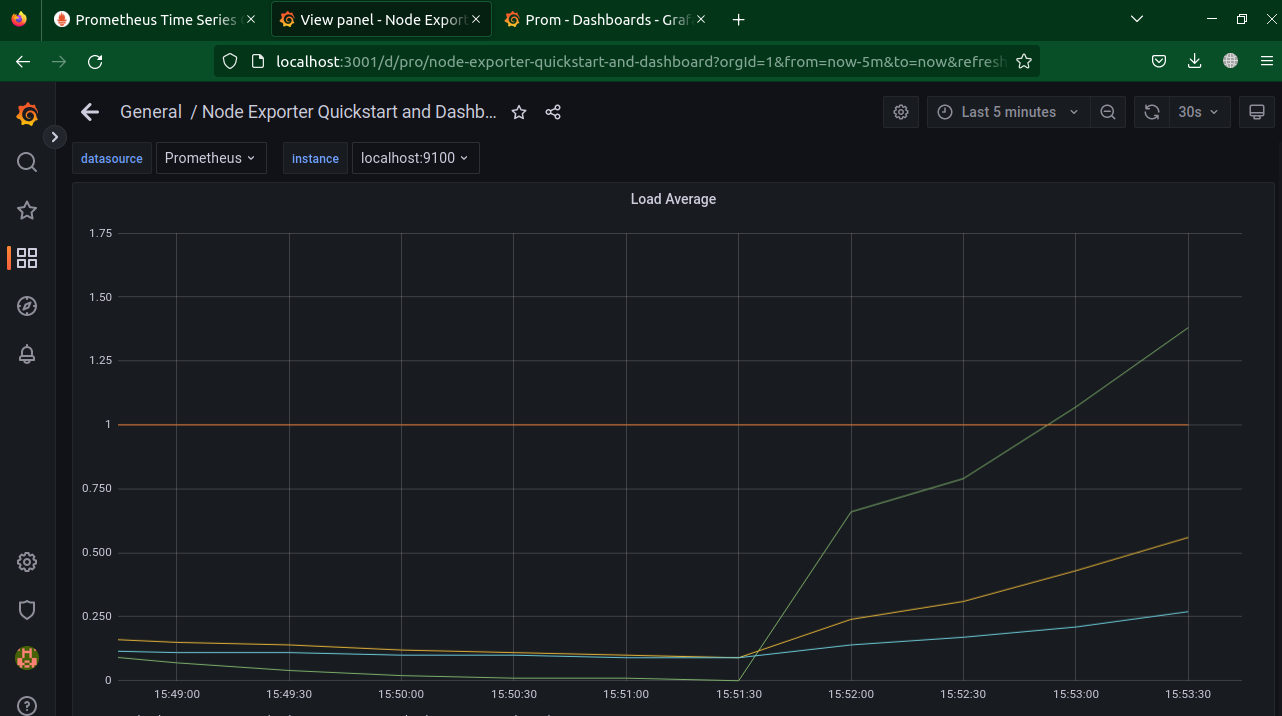 Prometheus Time Series
View panel - Node Export
Prom - Dashboards - Graf
localhost:3001/d/pro/node-exporter-quickstart-and-dashboard?orgId=1&from=now-5m&to=now&refresh
General / Node Exporter Quickstart and Dashb...
Last 5 minutes
30s
datasource
Prometheus
instance
localhost:9100
Load Average
1.75
1.50
1.25
1
0.750
0.500
0.250
0
15:49:00
15:49:30
15:50:00
15:50:30
15:51:00
15:51:30
15:52:00
15:52:30
15:53:00
15:53:30